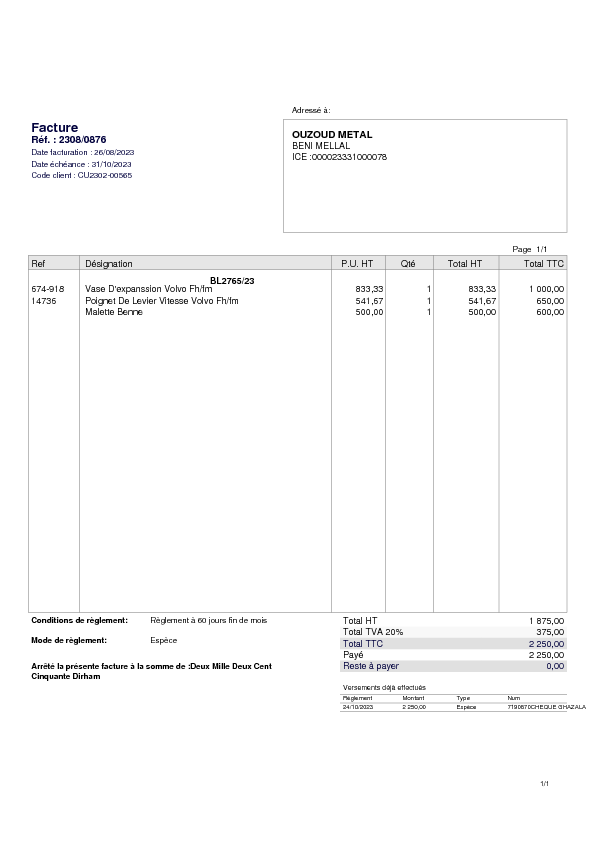 Adressé à:
Facture
Réf. : 2308/0876
Date facturation : 26/08/2023
Date échéance : 31/10/2023
Code client : CU2302-00565
OUZOUD METAL
BENI MELLAL
ICE :000023331000078
Page 1/1
Ref Désignation P.U. HT Qté Total HT Total TTC
BL2765/23
674-918 Vase D'expanssion Volvo Fh/fm 833,33 1 833,33 1 000,00
14736 Poignet De Levier Vitesse Volvo Fh/fm 541,67 1 541,67 650,00
Malette Benne 500,00 1 500,00 600,00
Conditions de règlement: Règlement à 60 jours fin de mois
Mode de règlement: Espèce
Arrêté la présente facture à la somme de :Deux Mille Deux Cent
Cinquante Dirham
Total HT 1 875,00
Total TVA 20% 375,00
Total TTC 2 250,00
Payé 2 250,00
Reste à payer 0,00
Versements déjà effectués
Règlement Montant Type Num
24/10/2023 2 250,00 Espèce 7190670CHEQUE GHAZALA
1/1